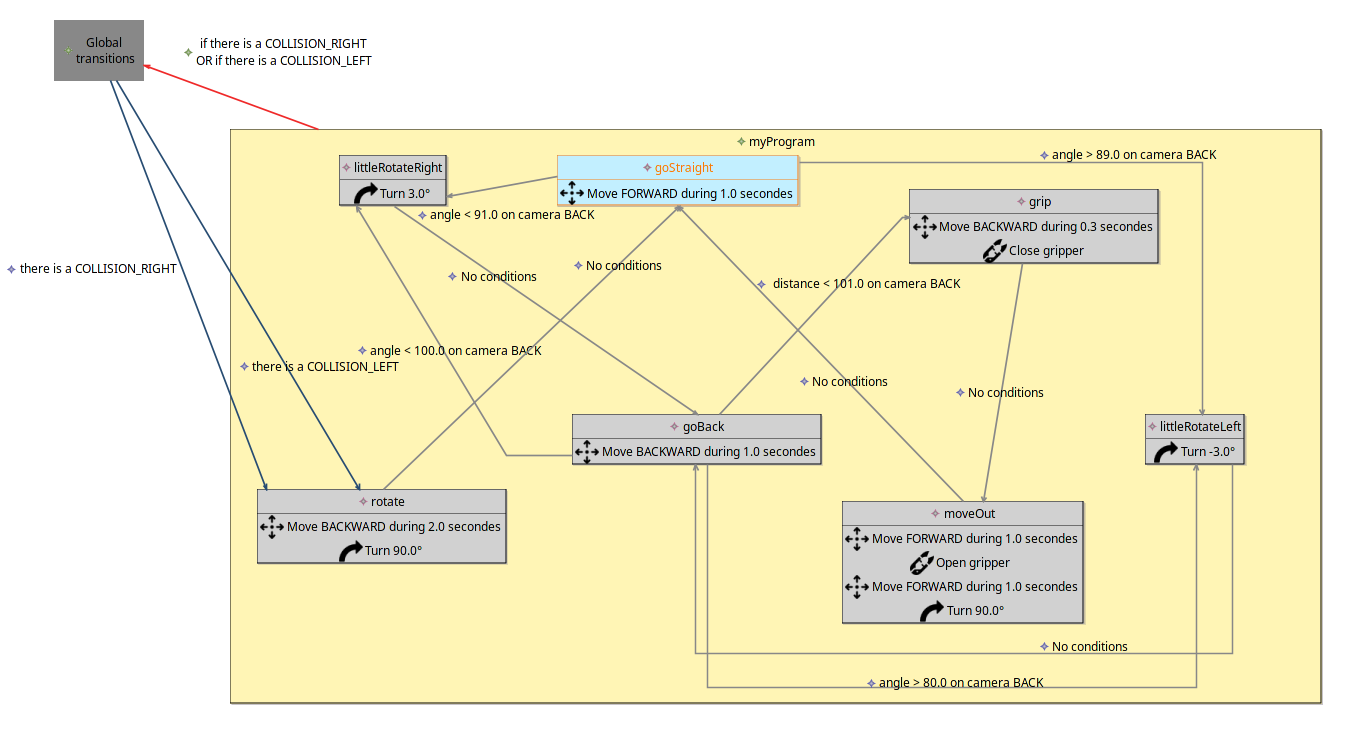 Global
transitions
if there is a COLLISION_RIGHT
OR if there is a COLLISION_LEFT
myProgram
littleRotateRight
Turn 3.0°
goStraight
Move FORWARD during 1.0 secondes
angle > 89.0 on camera BACK
grip
Move BACKWARD during 0.3 secondes
Close gripper
angle < 91.0 on camera BACK
there is a COLLISION_RIGHT
No conditions
No conditions
distance < 101.0 on camera BACK
angle < 100.0 on camera BACK
there is a COLLISION_LEFT
No conditions
No conditions
goBack
Move BACKWARD during 1.0 secondes
littleRotateLeft
Turn -3.0°
rotate
Move BACKWARD during 2.0 secondes
Turn 90.0°
moveOut
Move FORWARD during 1.0 secondes
Open gripper
Move FORWARD during 1.0 secondes
Turn 90.0°
No conditions
angle > 80.0 on camera BACK